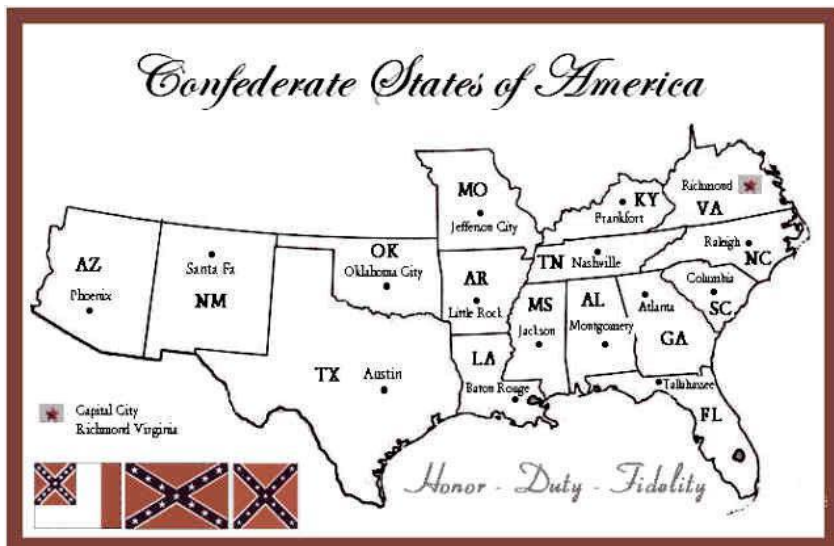 Confederate States of America
MO
Jefferson City
KY
Frankfort
Richmond
VA
AZ
Phoenix
Santa Fa
NM
OK
Oklahoma City
TN
Nashville
Raleigh
NC
AR
Little Rock
MS
Jackson
AL
Montgomery
Atlanta
GA
Columbia
SC
TX
Austin
LA
Baton Rouge
Tallahassee
FL
Capital City
Richmond Virginia
Honor - Duty - Fidelity